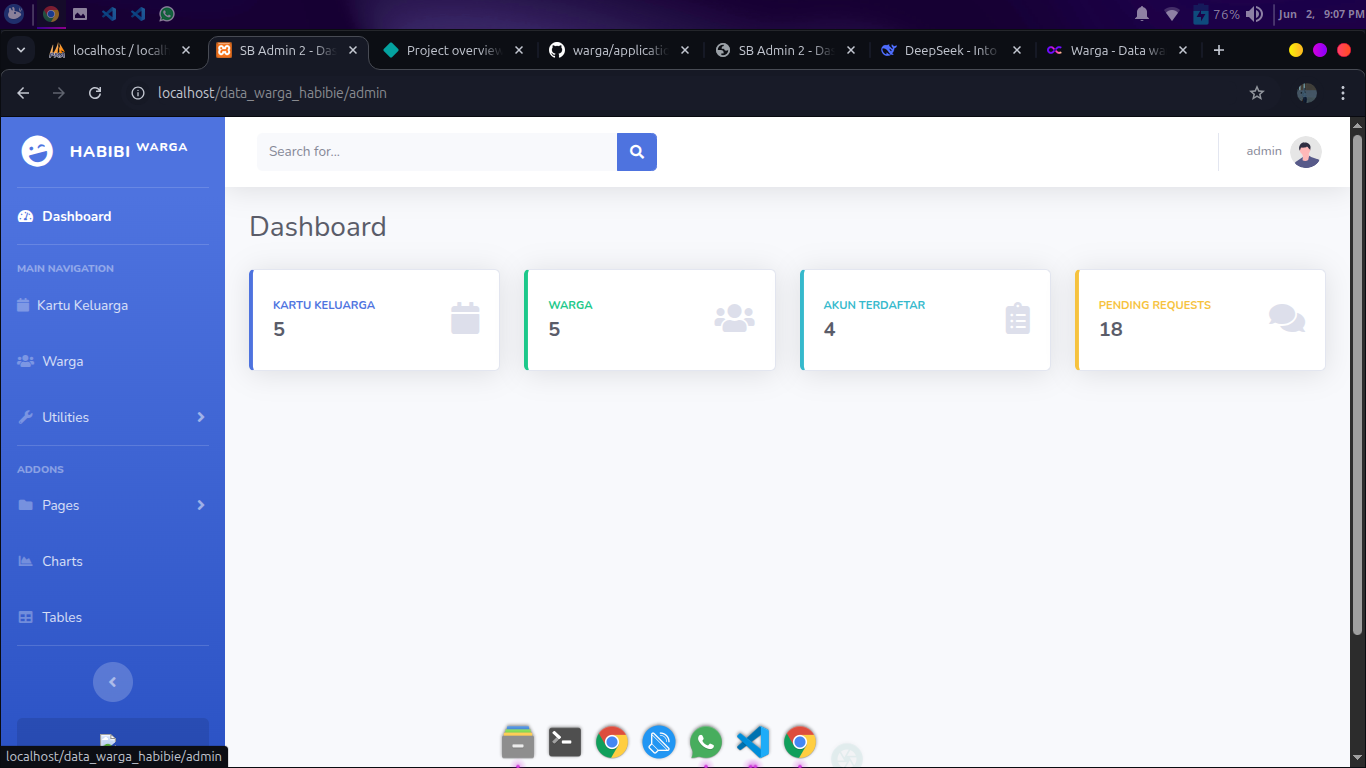 76%
Jun 2, 9:07 PM
localhost / localh
SB Admin 2 - Das
Project overview
warga/applicatio
SB Admin 2 - Das
DeepSeek - Into
Warga - Data wa
localhost/data_warga_habibie/admin
HABIBI WARGA
Search for...
admin
Dashboard
MAIN NAVIGATION
Kartu Keluarga
Warga
Utilities
ADDONS
Pages
Charts
Tables
Dashboard
KARTU KELUARGA
5
WARGA
5
AKUN TERDAFTAR
4
PENDING REQUESTS
18
localhost/data_warga_habibie/admin